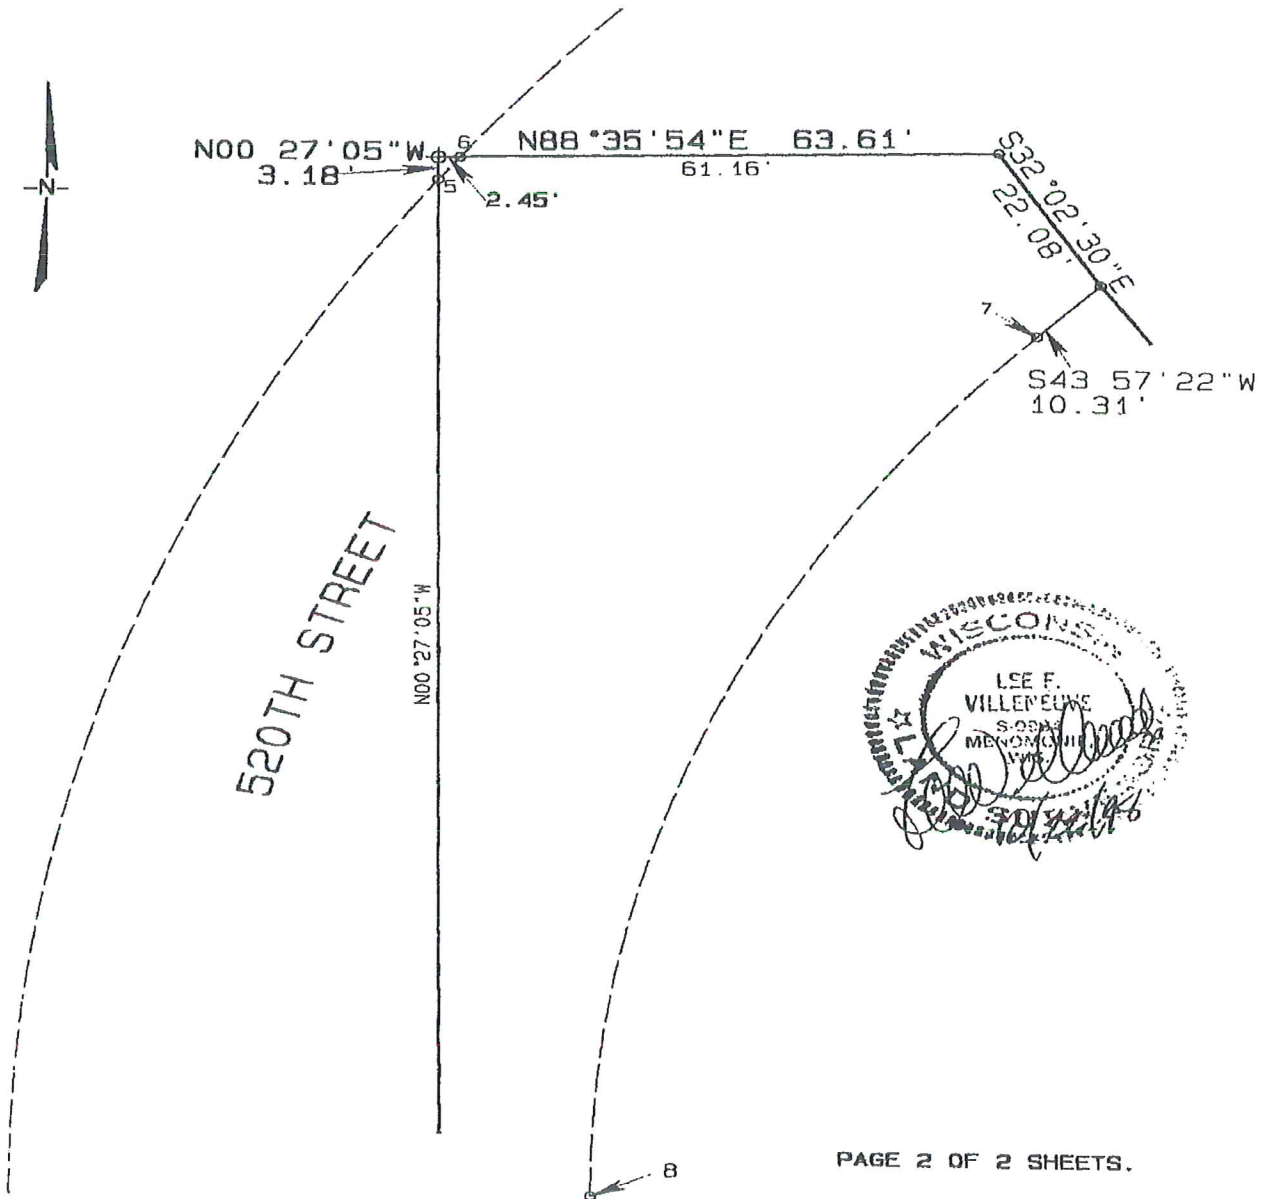 N00 27'05"W
3.18'
6
N88°35'54"E 63.61'
61.16'
5
2.45'
S32°02'30"E
22.08'
-N-
7
S43 57'22"W
10.31'
520TH STREET
N00°27'05"W
WISCONSIN
LEE F.
VILLENEUVE
MENOMONIE,
WIS.
LAND
8
PAGE 2 OF 2 SHEETS.